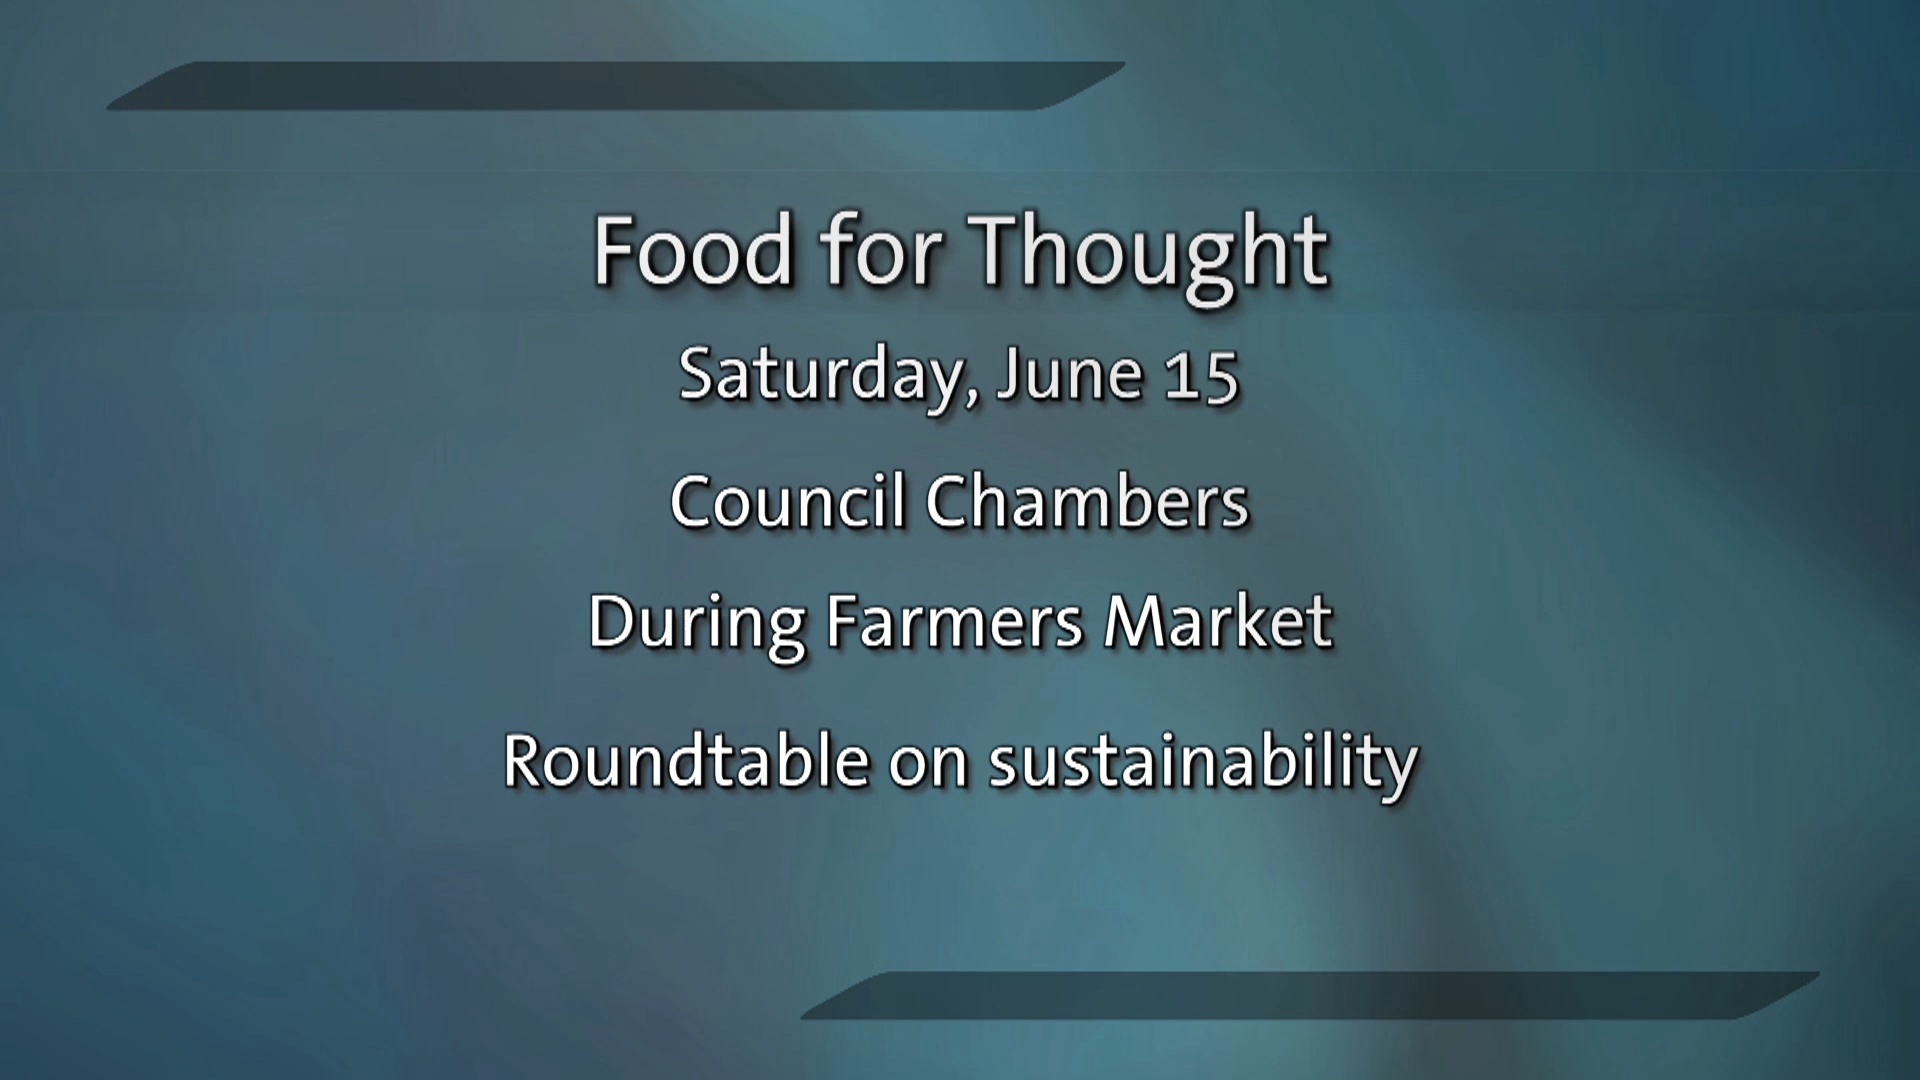 Food for Thought
Saturday, June 15
Council Chambers
During Farmers Market
Roundtable on sustainability